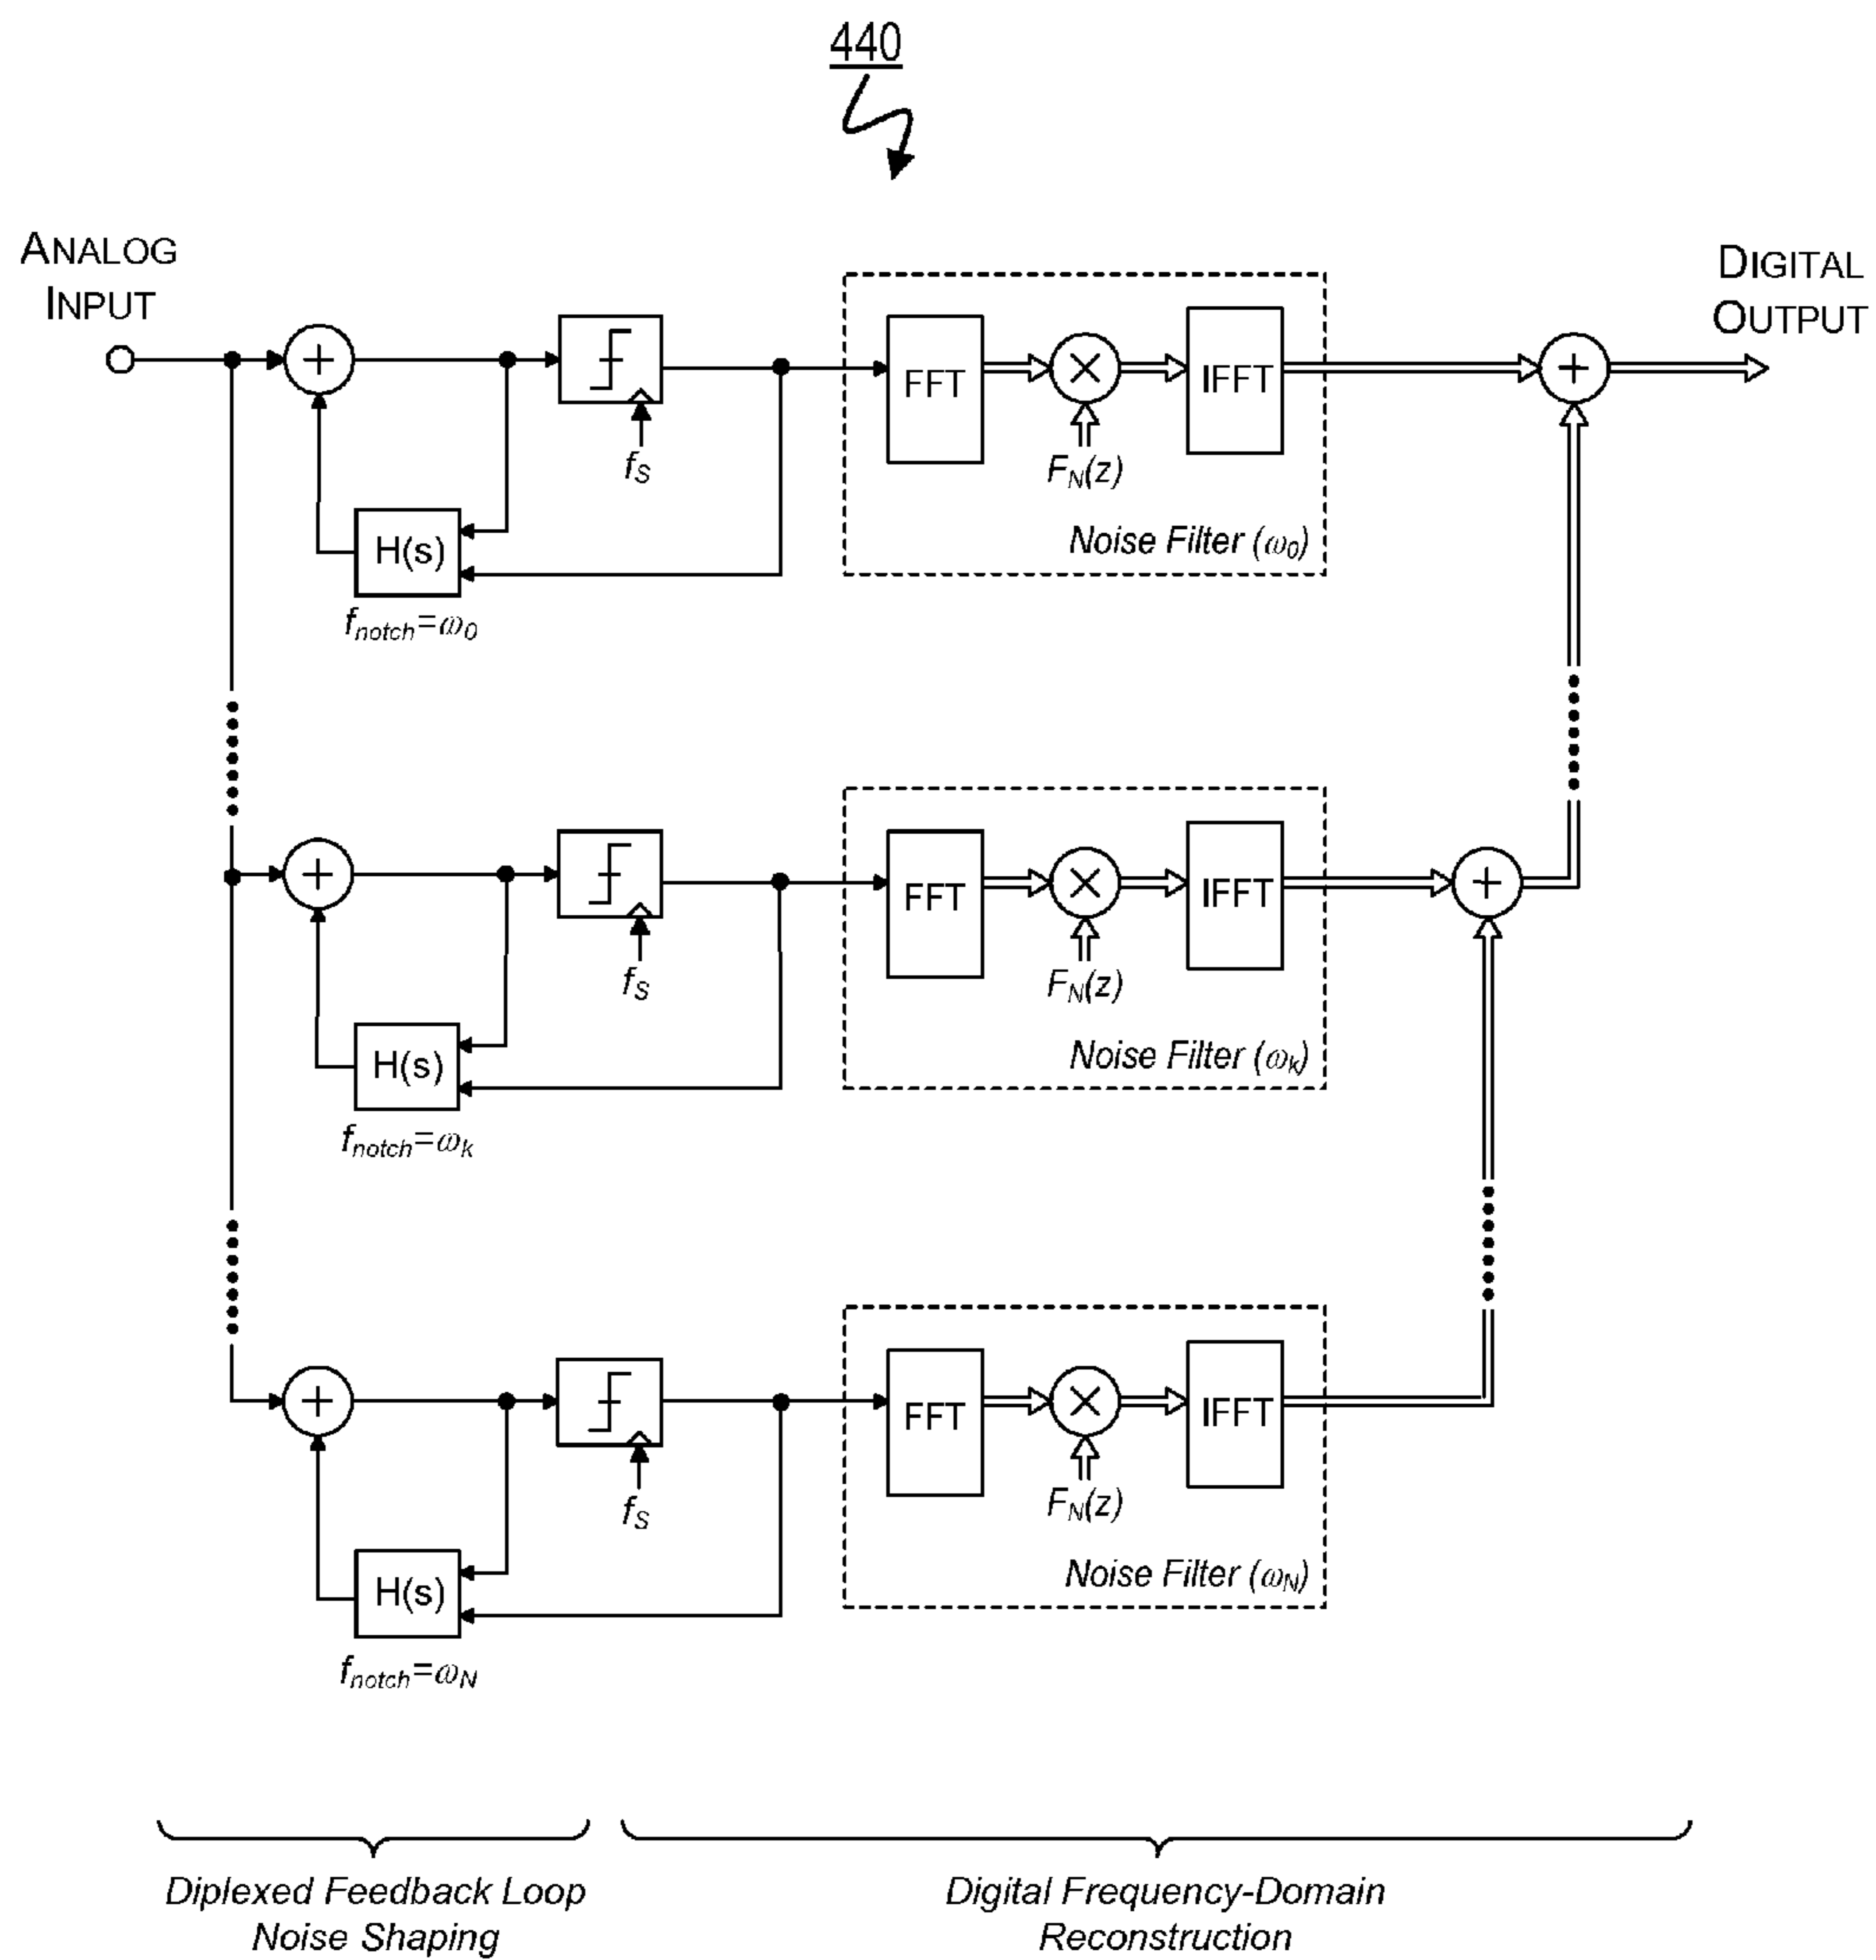 440
ANALOG
INPUT
DIGITAL
OUTPUT
FFT
IFFT
fS
FN(z)
H(s)
Noise Filter (ω0)
fnotch=ω0
FFT
IFFT
fS
FN(z)
H(s)
Noise Filter (ωk)
fnotch=ωk
FFT
IFFT
fS
FN(z)
H(s)
Noise Filter (ωN)
fnotch=ωN
Diplexed Feedback Loop
Noise Shaping
Digital Frequency-Domain
Reconstruction